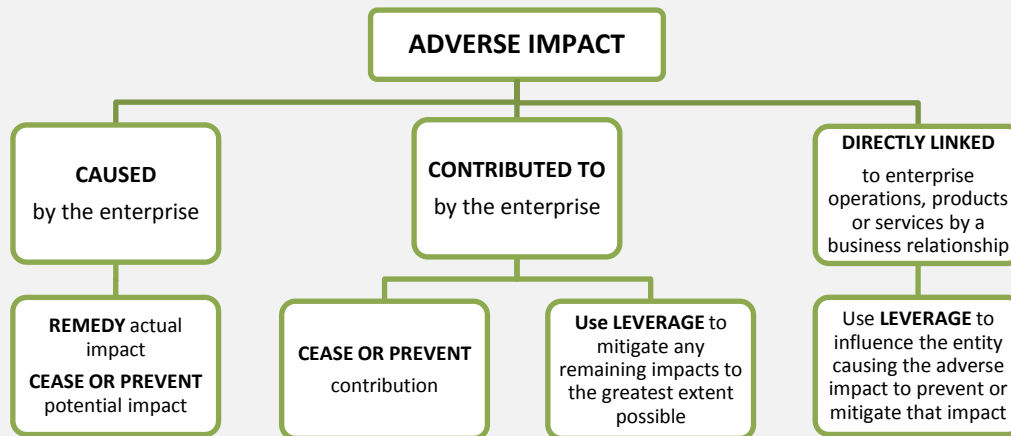 ADVERSE IMPACT
CAUSED
by the enterprise
CONTRIBUTED TO
by the enterprise
DIRECTLY LINKED
to enterprise
operations, products
or services by a
business relationship
REMEDY actual
impact
CEASE OR PREVENT
potential impact
CEASE OR PREVENT
contribution
Use LEVERAGE to
mitigate any
remaining impacts to
the greatest extent
possible
Use LEVERAGE to
influence the entity
causing the adverse
impact to prevent or
mitigate that impact